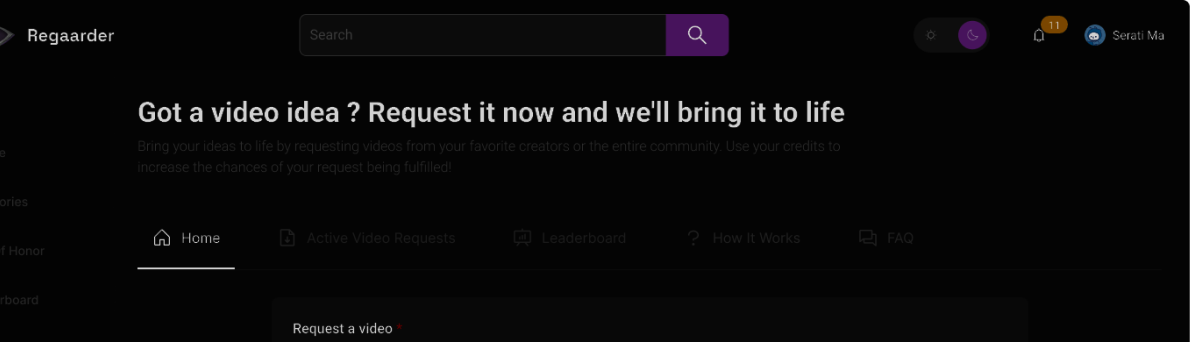 Regaarder
Search
11
Serati Ma
Got a video idea ? Request it now and we'll bring it to life
Bring your ideas to life by requesting videos from your favorite creators or the entire community. Use your credits to
increase the chances of your request being fulfilled!
Home
Active Video Requests
Leaderboard
How It Works
FAQ
e
ories
f Honor
rboard
Request a video *